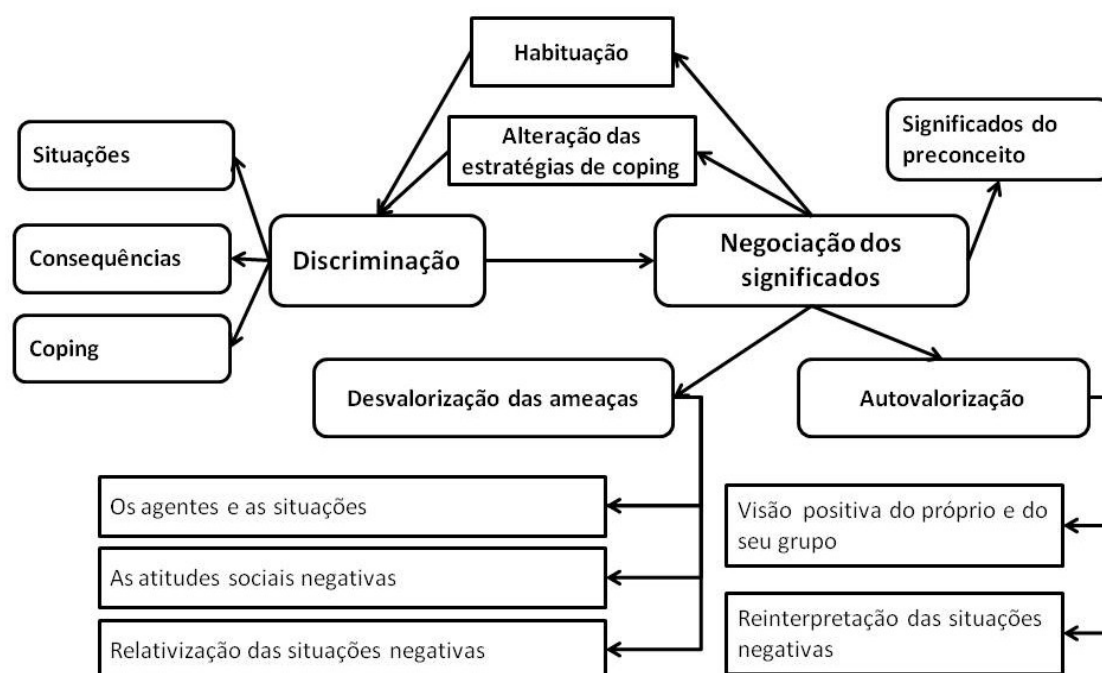 Habituação
Alteração das
estratégias de coping
Significados do
preconceito
Situações
Consequências
Coping
Discriminação
Negociação dos
significados
Desvalorização das ameaças
Autovalorização
Os agentes e as situações
As atitudes sociais negativas
Relativização das situações negativas
Visão positiva do próprio e do
seu grupo
Reinterpretação das situações
negativas